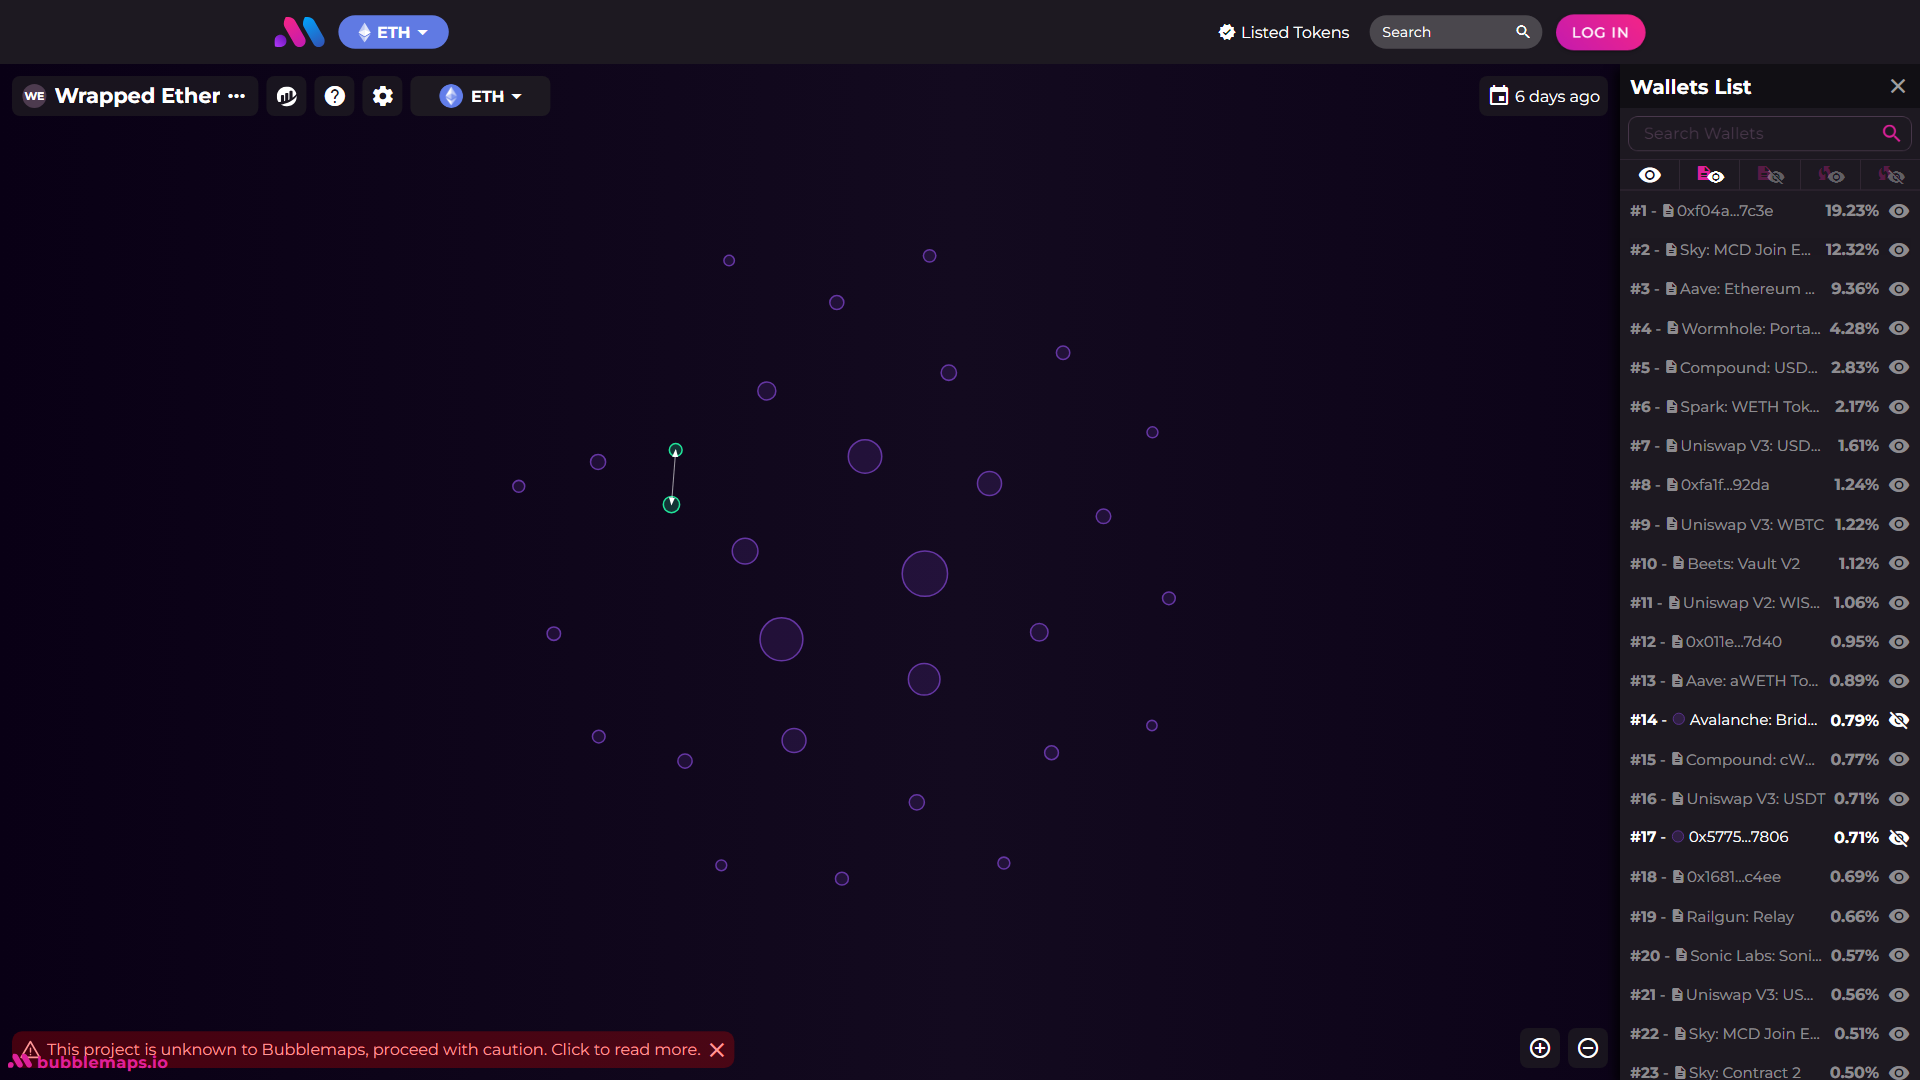 ETH
Listed Tokens
Search
LOG IN
WE Wrapped Ether ...
ETH
6 days ago
Wallets List
Search Wallets
#1 - 0xf04a...7c3e 19.23%
#2 - Sky: MCD Join E... 12.32%
#3 - Aave: Ethereum ... 9.36%
#4 - Wormhole: Porta... 4.28%
#5 - Compound: USD... 2.83%
#6 - Spark: WETH Tok... 2.17%
#7 - Uniswap V3: USD... 1.61%
#8 - 0xfa1f...92da 1.24%
#9 - Uniswap V3: WBTC 1.22%
#10 - Beets: Vault V2 1.12%
#11 - Uniswap V2: WIS... 1.06%
#12 - 0x011e...7d40 0.95%
#13 - Aave: aWETH To... 0.89%
#14 - Avalanche: Brid... 0.79%
#15 - Compound: cW... 0.77%
#16 - Uniswap V3: USDT 0.71%
#17 - 0x5775...7806 0.71%
#18 - 0x1681...c4ee 0.69%
#19 - Railgun: Relay 0.66%
#20 - Sonic Labs: Soni... 0.57%
#21 - Uniswap V3: US... 0.56%
#22 - Sky: MCD Join E... 0.51%
#23 - Sky: Contract 2 0.50%
This project is unknown to Bubblemaps, proceed with caution. Click to read more.
bubblemaps.io